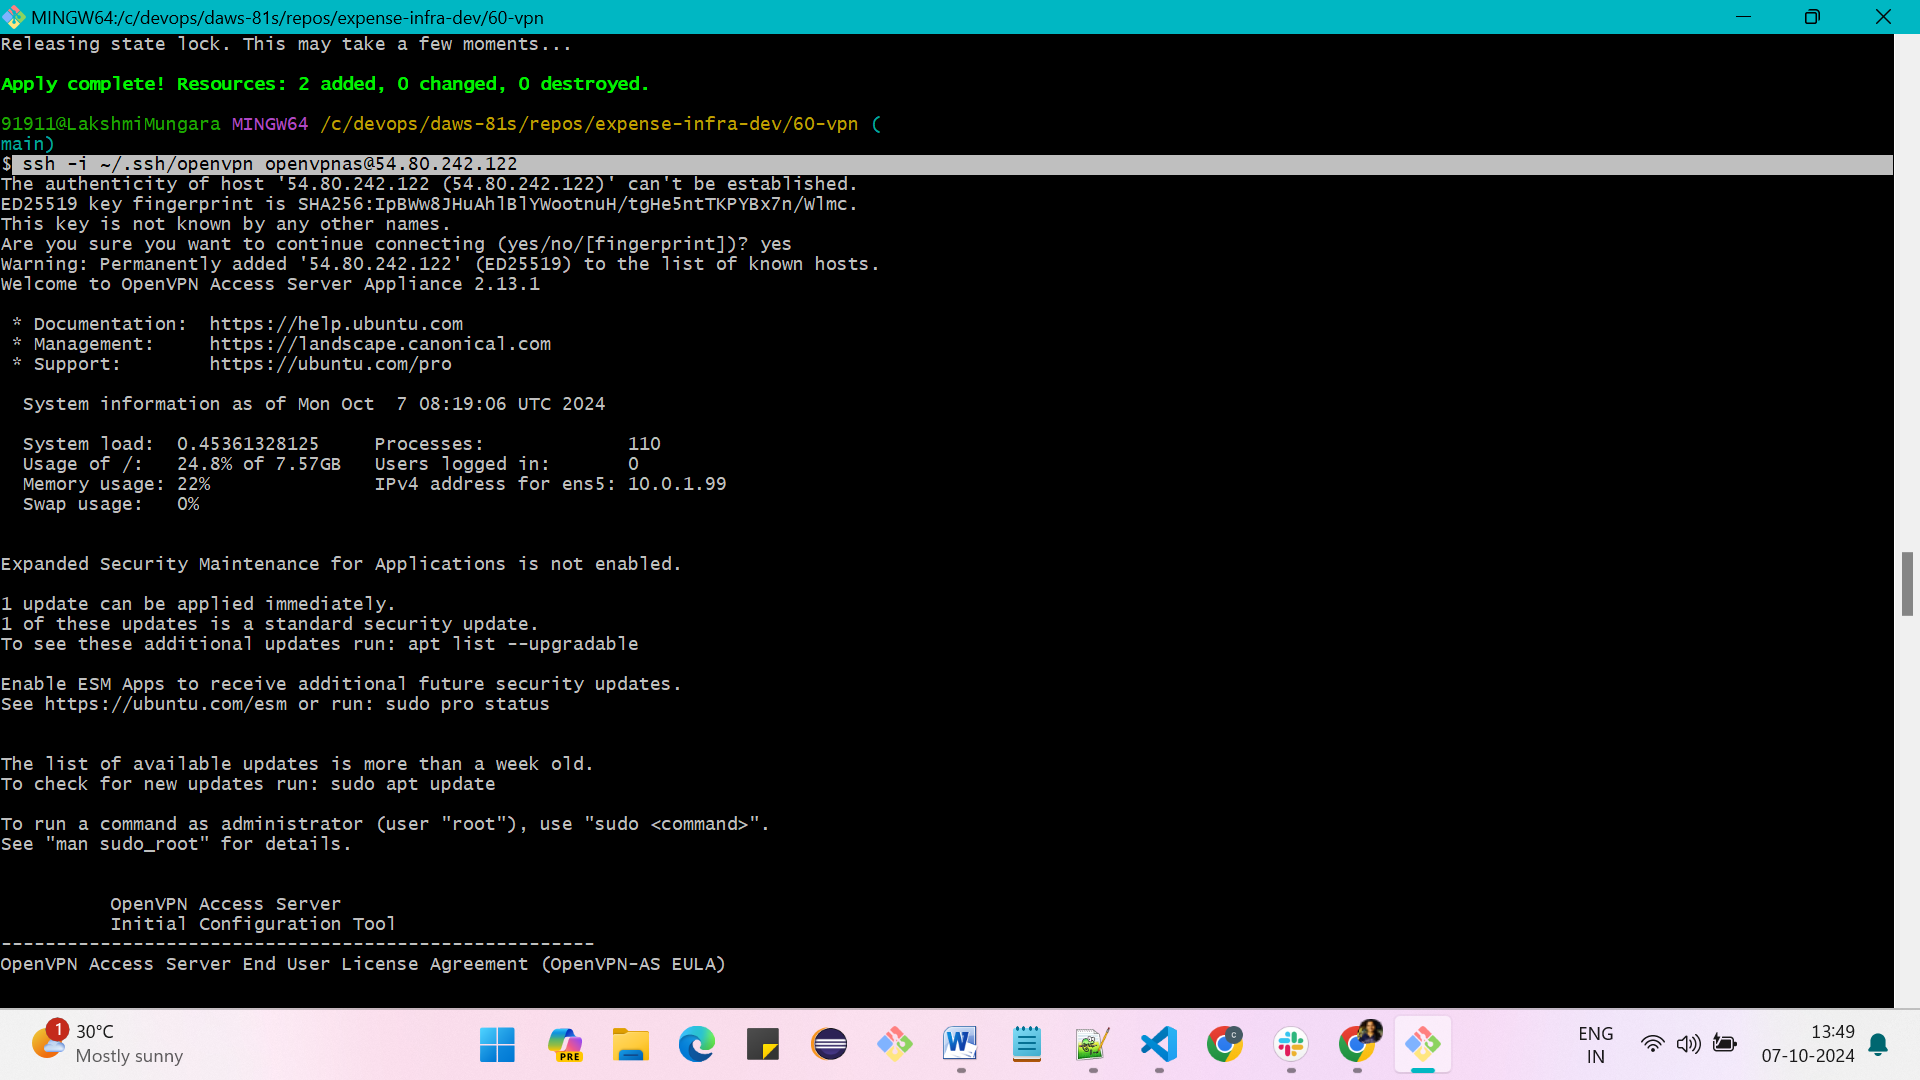 MINGW64:/c/devops/daws-81s/repos/expense-infra-dev/60-vpn
Releasing state lock. This may take a few moments...
Apply complete! Resources: 2 added, 0 changed, 0 destroyed.
91911@LakshmiMungara MINGW64 /c/devops/daws-81s/repos/expense-infra-dev/60-vpn (
main)
$ ssh -i ~/.ssh/openvpn openvpnas@54.80.242.122
The authenticity of host '54.80.242.122 (54.80.242.122)' can't be established.
ED25519 key fingerprint is SHA256:IpBWw8JHuAhlBlYWootnuH/tgHe5ntTKPYBx7n/Wlmc.
This key is not known by any other names.
Are you sure you want to continue connecting (yes/no/[fingerprint])? yes
Warning: Permanently added '54.80.242.122' (ED25519) to the list of known hosts.
Welcome to OpenVPN Access Server Appliance 2.13.1
* Documentation:  https://help.ubuntu.com
* Management:     https://landscape.canonical.com
* Support:        https://ubuntu.com/pro
System information as of Mon Oct  7 08:19:06 UTC 2024
System load:  0.45361328125     Processes:             110
Usage of /:   24.8% of 7.57GB   Users logged in:       0
Memory usage: 22%               IPv4 address for ens5: 10.0.1.99
Swap usage:   0%
Expanded Security Maintenance for Applications is not enabled.
1 update can be applied immediately.
1 of these updates is a standard security update.
To see these additional updates run: apt list --upgradable
Enable ESM Apps to receive additional future security updates.
See https://ubuntu.com/esm or run: sudo pro status
The list of available updates is more than a week old.
To check for new updates run: sudo apt update
To run a command as administrator (user "root"), use "sudo <command>".
See "man sudo_root" for details.
OpenVPN Access Server
Initial Configuration Tool
------------------------------------------------------
OpenVPN Access Server End User License Agreement (OpenVPN-AS EULA)
1
30°C
Mostly sunny
PRE
W
C
ENG
IN
13:49
07-10-2024